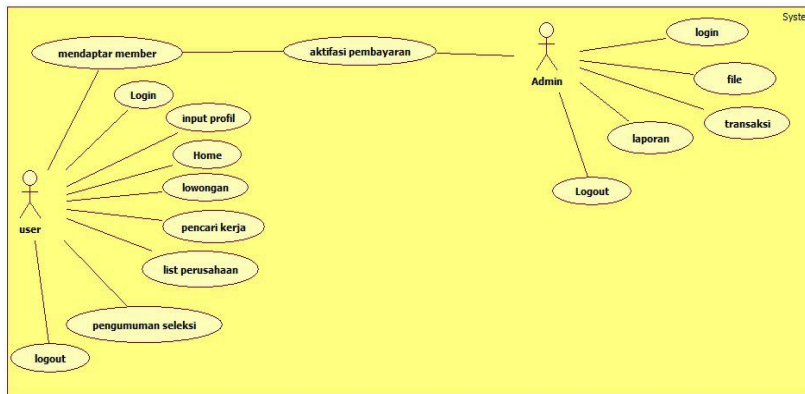 Syste
mendaptar member
aktifasi pembayaran
login
Admin
file
Login
transaksi
input profil
laporan
Home
lowongan
Logout
user
pencari kerja
list perusahaan
pengumuman seleksi
logout